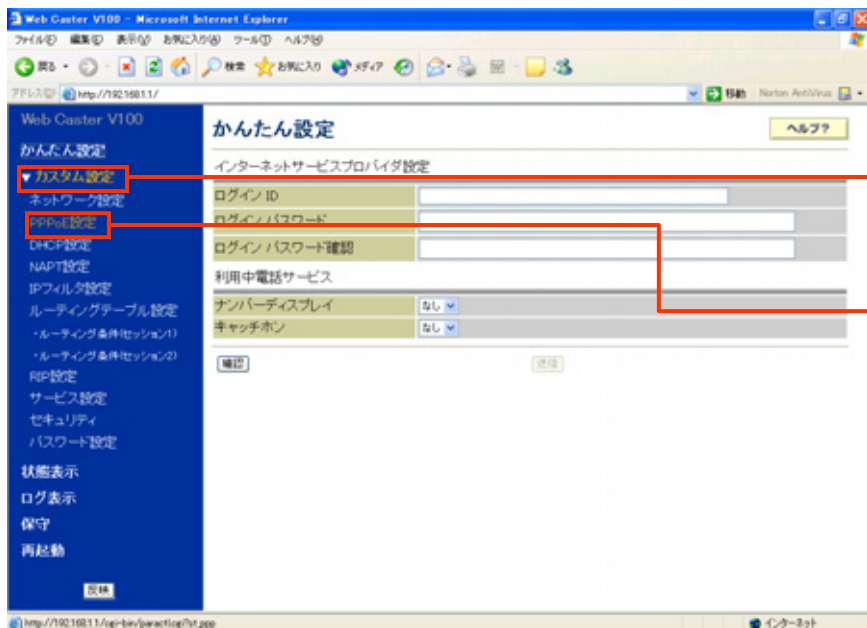 Web Caster V100 - Microsoft Internet Explorer
ファイル(F) 編集(E) 表示(V) お気に入り(A) ツール(T) ヘルプ(H)
戻る 検索 お気に入り メディア
アドレス(D) http://192.168.1.1/ 移動 Norton AntiVirus
Web Caster V100
かんたん設定
▼カスタム設定
ネットワーク設定
PPPoE設定
DHCP設定
NAPT設定
IPフィルタ設定
ルーティングテーブル設定
・ルーティング条件(セッション1)
・ルーティング条件(セッション2)
RIP設定
サービス設定
セキュリティ
パスワード設定
状態表示
ログ表示
保守
再起動
反映
かんたん設定
ヘルプ?
インターネットサービスプロバイダ設定
ログイン ID
ログイン パスワード
ログイン パスワード確認
利用中電話サービス
ナンバーディスプレイ なし
キャッチホン なし
確認 送信
インターネット